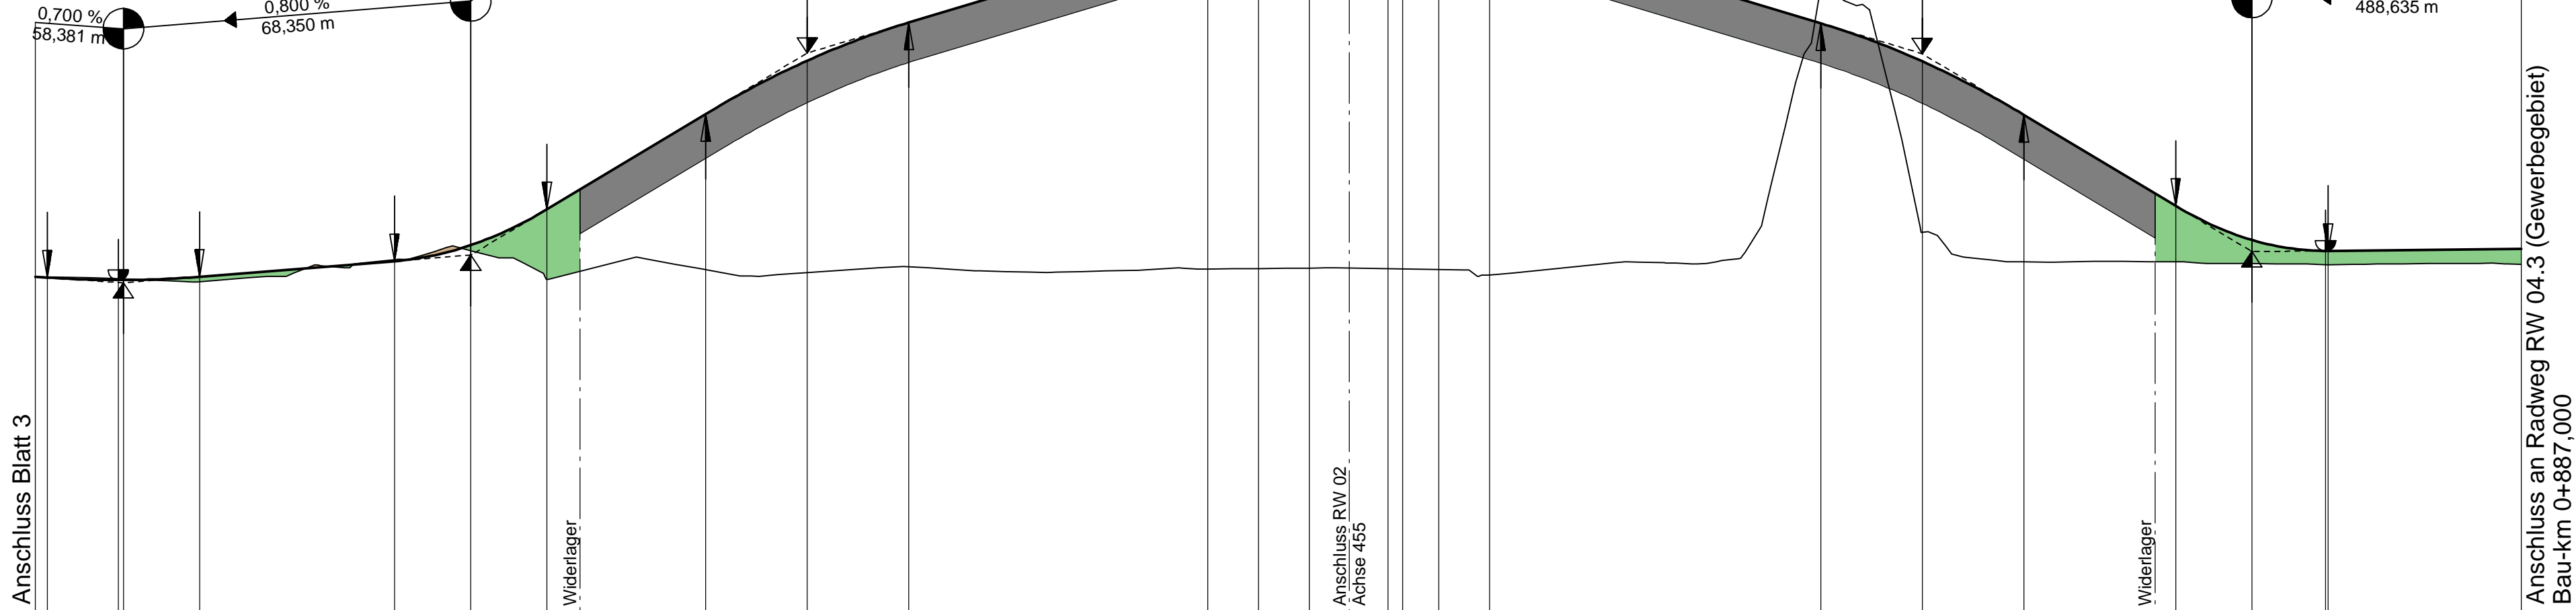 0,700 %
58,381 m
0,800 %
68,350 m
488,635 m
Anschluss Blatt 3
Widerlager
Anschluss RW 02
Achse 455
Widerlager
Anschluss an Radweg RW 04.3 (Gewerbegebiet)
Bau-km 0+887,000